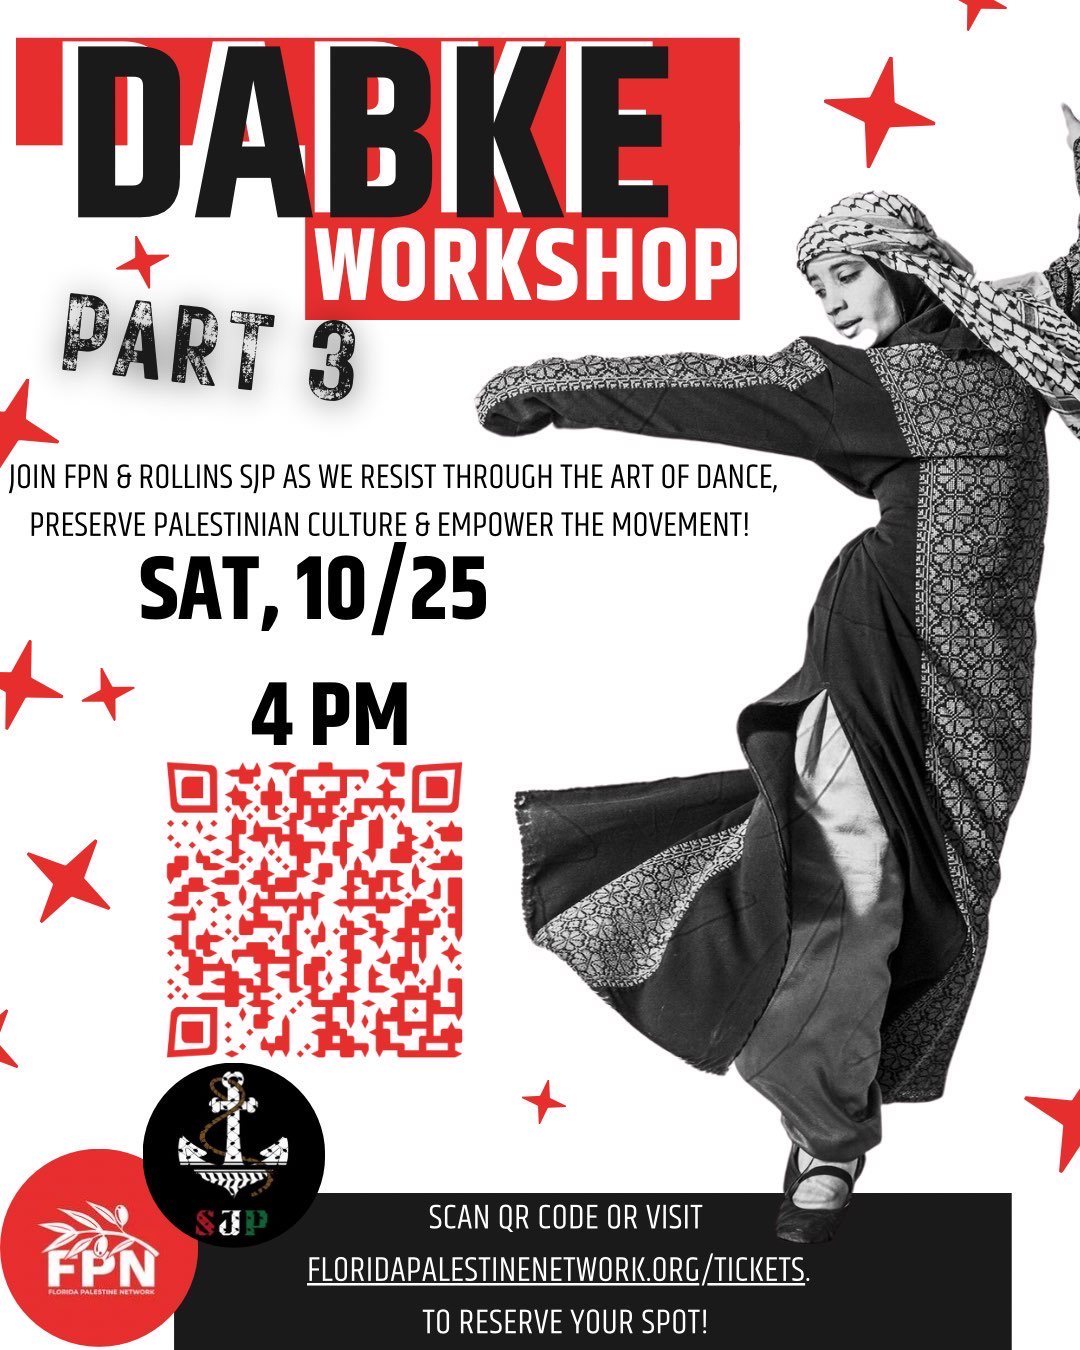 DABKE
WORKSHOP
PART 3
JOIN FPN & ROLLINS SJP AS WE RESIST THROUGH THE ART OF DANCE,
PRESERVE PALESTINIAN CULTURE & EMPOWER THE MOVEMENT!
SAT, 10/25
4 PM
SJP
FPN
FLORIDA PALESTINE NETWORK
SCAN QR CODE OR VISIT
FLORIDAPALESTINENETWORK.ORG/TICKETS.
TO RESERVE YOUR SPOT!